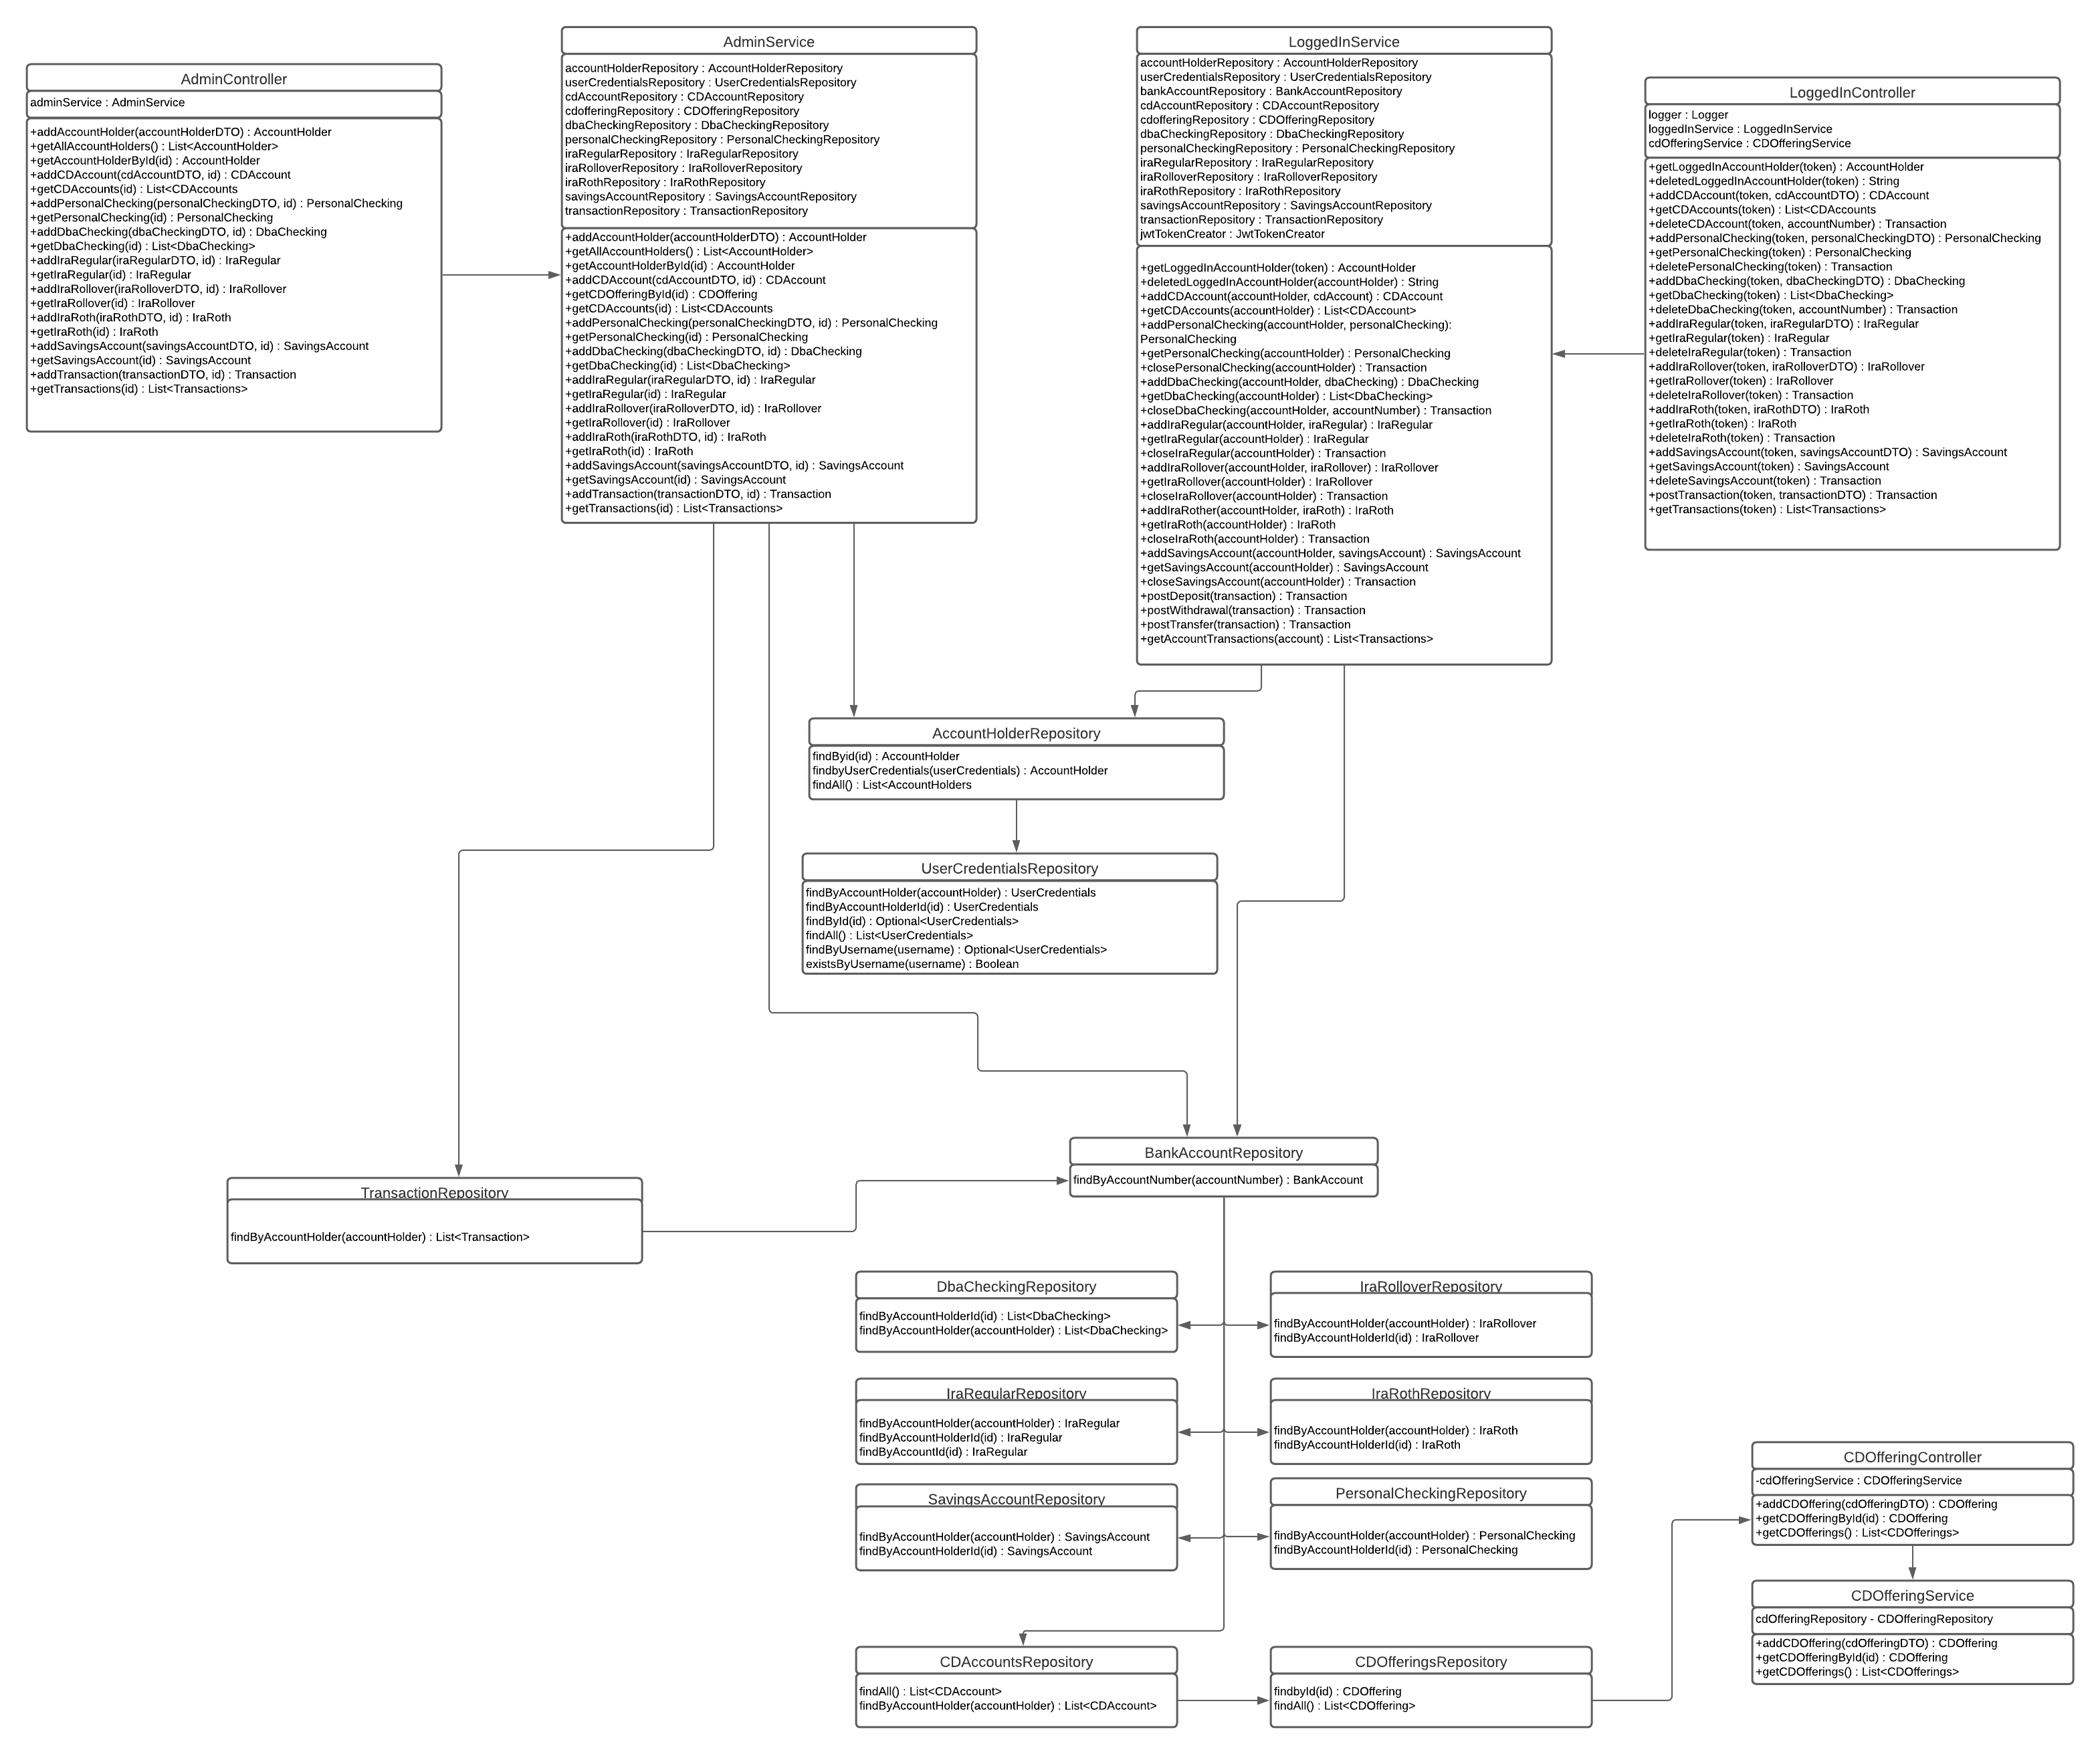 AdminController
adminService : AdminService
+addAccountHolder(accountHolderDTO) : AccountHolder
+getAllAccountHolders() : List<AccountHolder>
+getAccountHolderById(id) : AccountHolder
+addCDAccount(cdAccountDTO, id) : CDAccount
+getCDAccounts(id) : List<CDAccounts
+addPersonalChecking(personalCheckingDTO, id) : PersonalChecking
+getPersonalChecking(id) : PersonalChecking
+addDbaChecking(dbaCheckingDTO, id) : DbaChecking
+getDbaChecking(id) : List<DbaChecking>
+addIraRegular(iraRegularDTO, id) : IraRegular
+getIraRegular(id) : IraRegular
+addIraRollover(iraRolloverDTO, id) : IraRollover
+getIraRollover(id) : IraRollover
+addIraRoth(iraRothDTO, id) : IraRoth
+getIraRoth(id) : IraRoth
+addSavingsAccount(savingsAccountDTO, id) : SavingsAccount
+getSavingsAccount(id) : SavingsAccount
+addTransaction(transactionDTO, id) : Transaction
+getTransactions(id) : List<Transactions>
AdminService
accountHolderRepository : AccountHolderRepository
userCredentialsRepository : UserCredentialsRepository
cdAccountRepository : CDAccountRepository
cdofferingRepository : CDOfferingRepository
dbaCheckingRepository : DbaCheckingRepository
personalCheckingRepository : PersonalCheckingRepository
iraRegularRepository : IraRegularRepository
iraRolloverRepository : IraRolloverRepository
iraRothRepository : IraRothRepository
savingsAccountRepository : SavingsAccountRepository
transactionRepository : TransactionRepository
+addAccountHolder(accountHolderDTO) : AccountHolder
+getAllAccountHolders() : List<AccountHolder>
+getAccountHolderById(id) : AccountHolder
+addCDAccount(cdAccountDTO, id) : CDAccount
+getCDOfferingById(id) : CDOffering
+getCDAccounts(id) : List<CDAccounts
+addPersonalChecking(personalCheckingDTO, id) : PersonalChecking
+getPersonalChecking(id) : PersonalChecking
+addDbaChecking(dbaCheckingDTO, id) : DbaChecking
+getDbaChecking(id) : List<DbaChecking>
+addIraRegular(iraRegularDTO, id) : IraRegular
+getIraRegular(id) : IraRegular
+addIraRollover(iraRolloverDTO, id) : IraRollover
+getIraRollover(id) : IraRollover
+addIraRoth(iraRothDTO, id) : IraRoth
+getIraRoth(id) : IraRoth
+addSavingsAccount(savingsAccountDTO, id) : SavingsAccount
+getSavingsAccount(id) : SavingsAccount
+addTransaction(transactionDTO, id) : Transaction
+getTransactions(id) : List<Transactions>
LoggedInService
accountHolderRepository : AccountHolderRepository
userCredentialsRepository : UserCredentialsRepository
bankAccountRepository : BankAccountRepository
cdAccountRepository : CDAccountRepository
cdofferingRepository : CDOfferingRepository
dbaCheckingRepository : DbaCheckingRepository
personalCheckingRepository : PersonalCheckingRepository
iraRegularRepository : IraRegularRepository
iraRolloverRepository : IraRolloverRepository
iraRothRepository : IraRothRepository
savingsAccountRepository : SavingsAccountRepository
transactionRepository : TransactionRepository
jwtTokenCreator : JwtTokenCreator
+getLoggedInAccountHolder(token) : AccountHolder
+deletedLoggedInAccountHolder(accountHolder) : String
+addCDAccount(accountHolder, cdAccount) : CDAccount
+getCDAccounts(accountHolder) : List<CDAccount>
+addPersonalChecking(accountHolder, personalChecking):
PersonalChecking
+getPersonalChecking(accountHolder) : PersonalChecking
+closePersonalChecking(accountHolder) : Transaction
+addDbaChecking(accountHolder, dbaChecking) : DbaChecking
+getDbaChecking(accountHolder) : List<DbaChecking>
+closeDbaChecking(accountHolder, accountNumber) : Transaction
+addIraRegular(accountHolder, iraRegular) : IraRegular
+getIraRegular(accountHolder) : IraRegular
+closeIraRegular(accountHolder) : Transaction
+addIraRollover(accountHolder, iraRollover) : IraRollover
+getIraRollover(accountHolder) : IraRollover
+closeIraRollover(accountHolder) : Transaction
+addIraRother(accountHolder, iraRoth) : IraRoth
+getIraRoth(accountHolder) : IraRoth
+closeIraRoth(accountHolder) : Transaction
+addSavingsAccount(accountHolder, savingsAccount) : SavingsAccount
+getSavingsAccount(accountHolder) : SavingsAccount
+closeSavingsAccount(accountHolder) : Transaction
+postDeposit(transaction) : Transaction
+postWithdrawal(transaction) : Transaction
+postTransfer(transaction) : Transaction
+getAccountTransactions(account) : List<Transactions>
LoggedInController
logger : Logger
loggedInService : LoggedInService
cdOfferingService : CDOfferingService
+getLoggedInAccountHolder(token) : AccountHolder
+deletedLoggedInAccountHolder(token) : String
+addCDAccount(token, cdAccountDTO) : CDAccount
+getCDAccounts(token) : List<CDAccounts
+deleteCDAccount(token, accountNumber) : Transaction
+addPersonalChecking(token, personalCheckingDTO) : PersonalChecking
+getPersonalChecking(token) : PersonalChecking
+deletePersonalChecking(token) : Transaction
+addDbaChecking(token, dbaCheckingDTO) : DbaChecking
+getDbaChecking(token) : List<DbaChecking>
+deleteDbaChecking(token, accountNumber) : Transaction
+addIraRegular(token, iraRegularDTO) : IraRegular
+getIraRegular(token) : IraRegular
+deleteIraRegular(token) : Transaction
+addIraRollover(token, iraRolloverDTO) : IraRollover
+getIraRollover(token) : IraRollover
+deleteIraRollover(token) : Transaction
+addIraRoth(token, iraRothDTO) : IraRoth
+getIraRoth(token) : IraRoth
+deleteIraRoth(token) : Transaction
+addSavingsAccount(token, savingsAccountDTO) : SavingsAccount
+getSavingsAccount(token) : SavingsAccount
+deleteSavingsAccount(token) : Transaction
+postTransaction(token, transactionDTO) : Transaction
+getTransactions(token) : List<Transactions>
AccountHolderRepository
findByid(id) : AccountHolder
findbyUserCredentials(userCredentials) : AccountHolder
findAll() : List<AccountHolders
UserCredentialsRepository
findByAccountHolder(accountHolder) : UserCredentials
findByAccountHolderId(id) : UserCredentials
findById(id) : Optional<UserCredentials>
findAll() : List<UserCredentials>
findByUsername(username) : Optional<UserCredentials>
existsByUsername(username) : Boolean
BankAccountRepository
findByAccountNumber(accountNumber) : BankAccount
TransactionRepository
findByAccountHolder(accountHolder) : List<Transaction>
DbaCheckingRepository
findByAccountHolderId(id) : List<DbaChecking>
findByAccountHolder(accountHolder) : List<DbaChecking>
IraRolloverRepository
findByAccountHolder(accountHolder) : IraRollover
findByAccountHolderId(id) : IraRollover
IraRegularRepository
findByAccountHolder(accountHolder) : IraRegular
findByAccountHolderId(id) : IraRegular
findByAccountId(id) : IraRegular
IraRothRepository
findByAccountHolder(accountHolder) : IraRoth
findByAccountHolderId(id) : IraRoth
SavingsAccountRepository
findByAccountHolder(accountHolder) : SavingsAccount
findByAccountHolderId(id) : SavingsAccount
PersonalCheckingRepository
findByAccountHolder(accountHolder) : PersonalChecking
findByAccountHolderId(id) : PersonalChecking
CDOfferingController
-cdOfferingService : CDOfferingService
+addCDOffering(cdOfferingDTO) : CDOffering
+getCDOfferingById(id) : CDOffering
+getCDOfferings() : List<CDOfferings>
CDOfferingService
cdOfferingRepository - CDOfferingRepository
+addCDOffering(cdOfferingDTO) : CDOffering
+getCDOfferingById(id) : CDOffering
+getCDOfferings() : List<CDOfferings>
CDAccountsRepository
findAll() : List<CDAccount>
findByAccountHolder(accountHolder) : List<CDAccount>
CDOfferingsRepository
findbyId(id) : CDOffering
findAll() : List<CDOffering>